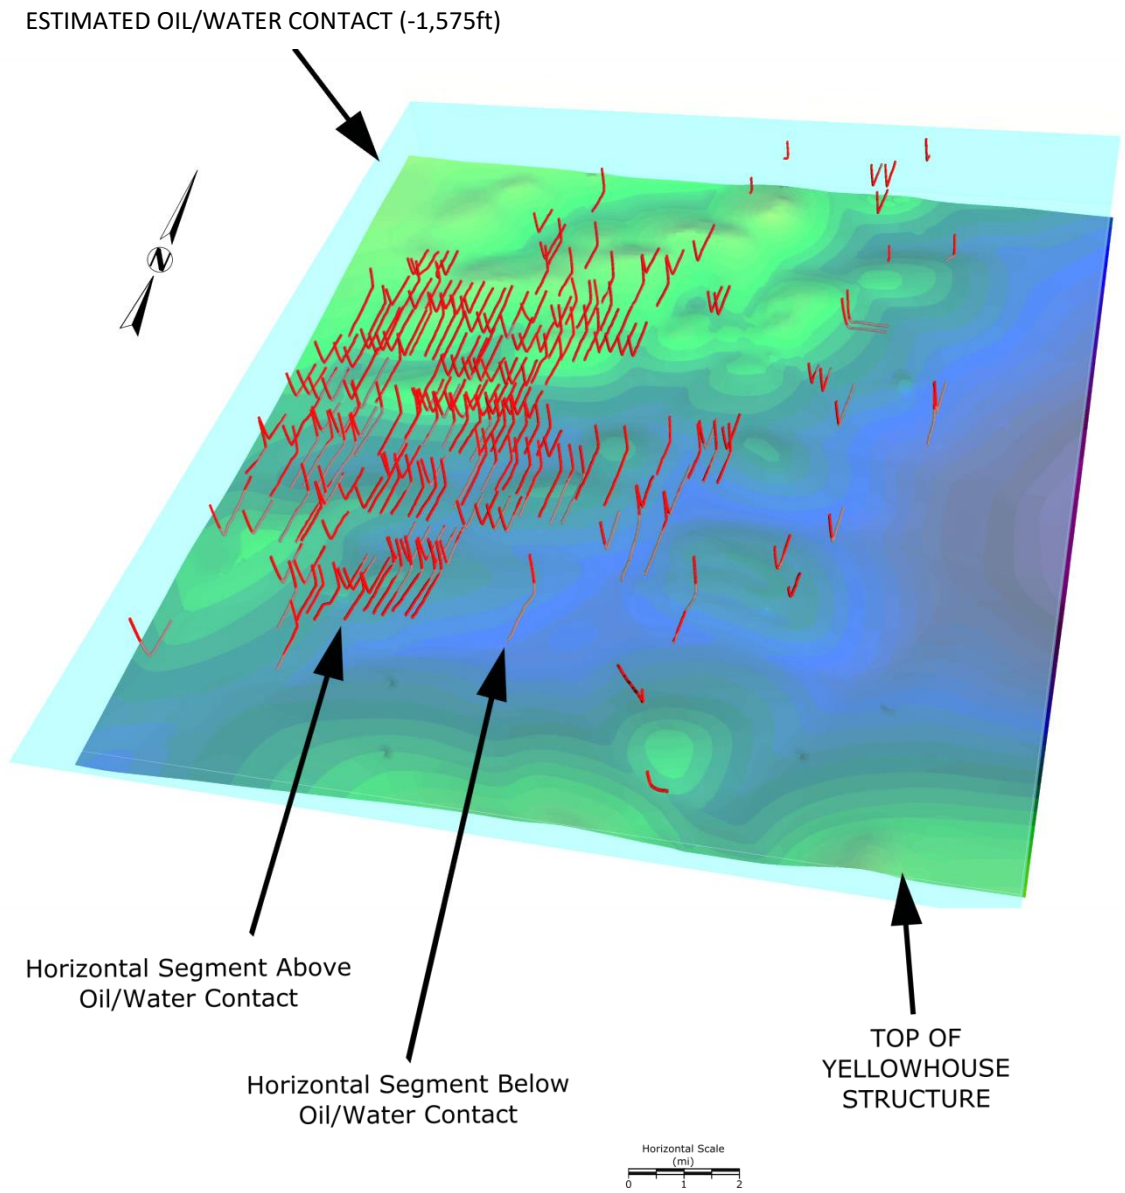 ESTIMATED OIL/WATER CONTACT (-1,575ft)
N
Horizontal Segment Above
Oil/Water Contact
Horizontal Segment Below
Oil/Water Contact
TOP OF
YELLOWHOUSE
STRUCTURE
Horizontal Scale
(mi)
0 1 2